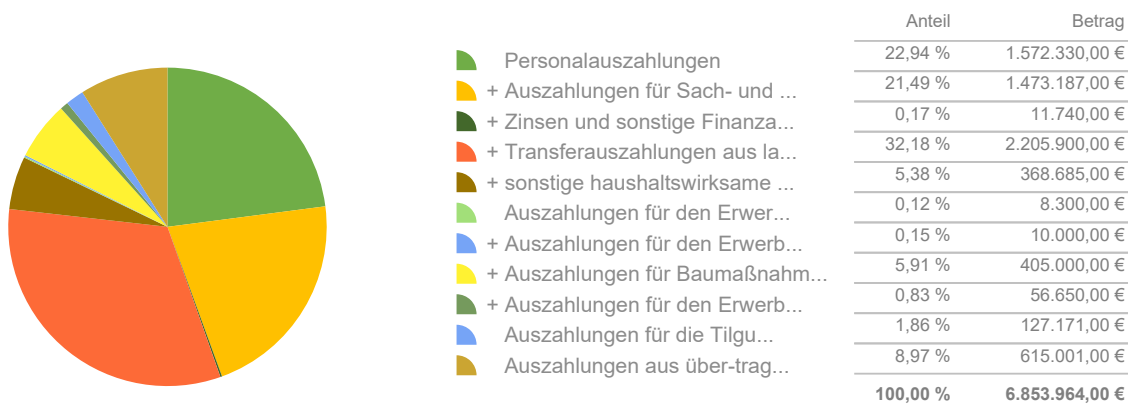 Anteil Betrag
Personalauszahlungen 22,94 % 1.572.330,00 €
+ Auszahlungen für Sach- und ... 21,49 % 1.473.187,00 €
+ Zinsen und sonstige Finanza... 0,17 % 11.740,00 €
+ Transferauszahlungen aus la... 32,18 % 2.205.900,00 €
+ sonstige haushaltswirksame ... 5,38 % 368.685,00 €
Auszahlungen für den Erwer... 0,12 % 8.300,00 €
+ Auszahlungen für den Erwerb... 0,15 % 10.000,00 €
+ Auszahlungen für Baumaßnahm... 5,91 % 405.000,00 €
+ Auszahlungen für den Erwerb... 0,83 % 56.650,00 €
Auszahlungen für die Tilgu... 1,86 % 127.171,00 €
Auszahlungen aus über-trag... 8,97 % 615.001,00 €
100,00 % 6.853.964,00 €